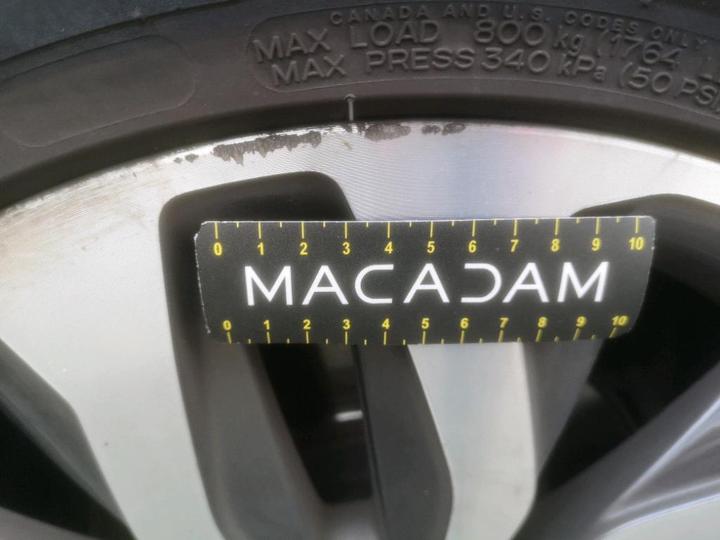 CANADA AND U.S. CODES ONLY
MAX LOAD 800 kg (1764
MAX PRESS 340 kPa (50 PSI
0 1 2 3 4 5 6 7 8 9 10
MACADAM
0 1 2 3 4 5 6 7 8 9 10